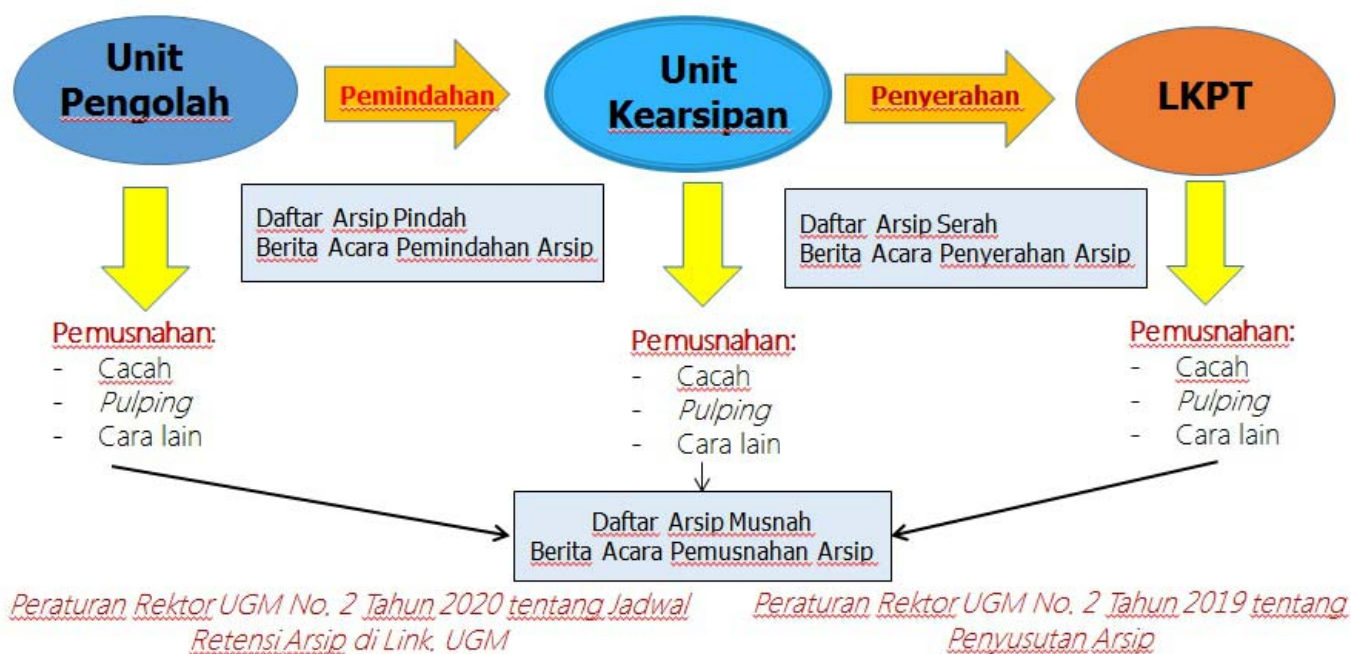 Unit
Pengolah
Pemindahan
Unit
Kearsipan
Penyerahan
LKPT
Daftar Arsip Pindah
Berita Acara Pemindahan Arsip
Daftar Arsip Serah
Berita Acara Penyerahan Arsip
Pemusnahan:
- Cacah
- Pulping
- Cara lain
Pemusnahan:
- Cacah
- Pulping
- Cara lain
Pemusnahan:
- Cacah
- Pulping
- Cara lain
Daftar Arsip Musnah
Berita Acara Pemusnahan Arsip
Peraturan Rektor UGM No. 2 Tahun 2020 tentang Jadwal
Retensi Arsip di Link. UGM
Peraturan Rektor UGM No. 2 Tahun 2019 tentang
Penyusutan Arsip